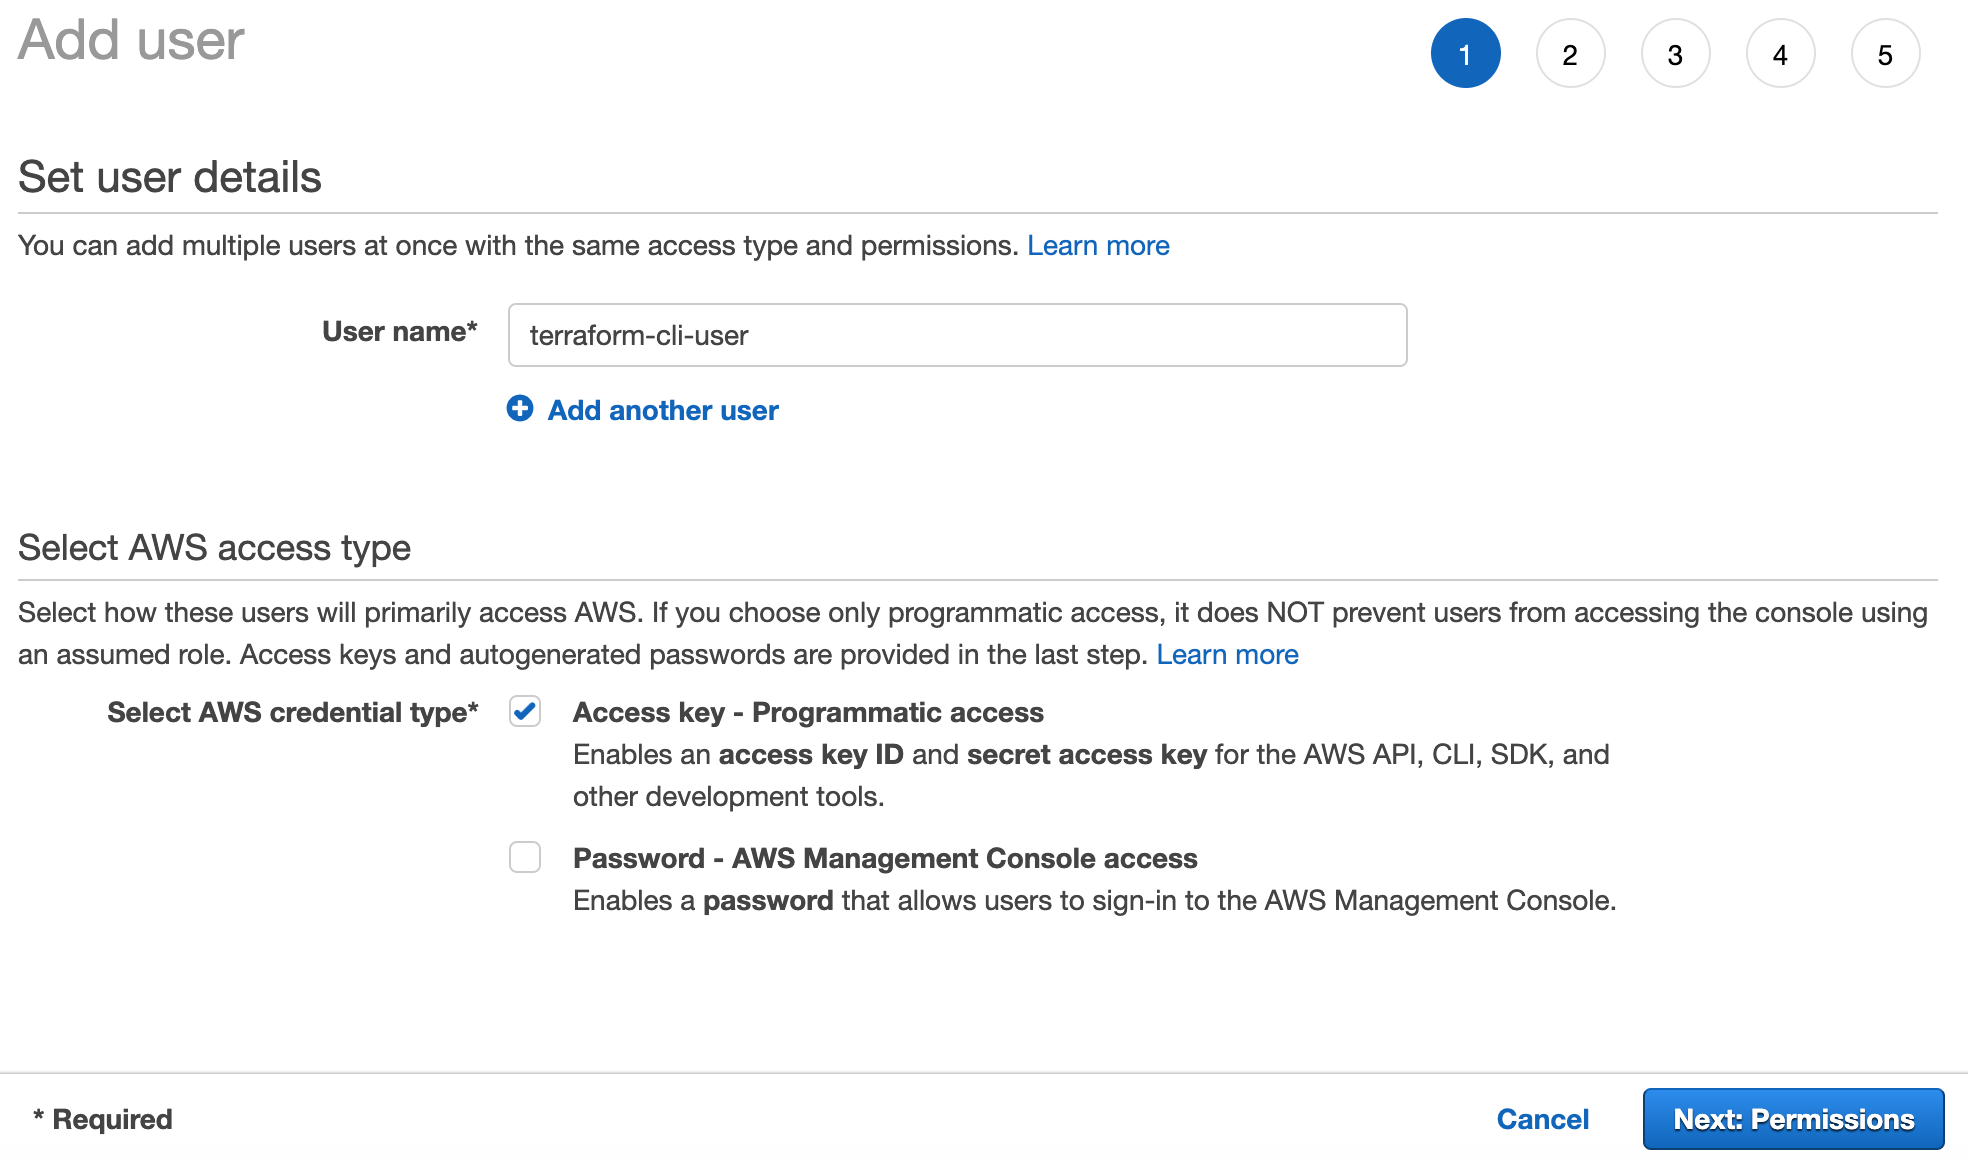 Add user
1 2 3 4 5
Set user details
You can add multiple users at once with the same access type and permissions. Learn more
User name* terraform-cli-user
Add another user
Select AWS access type
Select how these users will primarily access AWS. If you choose only programmatic access, it does NOT prevent users from accessing the console using
an assumed role. Access keys and autogenerated passwords are provided in the last step. Learn more
Select AWS credential type* Access key - Programmatic access
Enables an access key ID and secret access key for the AWS API, CLI, SDK, and
other development tools.
Password - AWS Management Console access
Enables a password that allows users to sign-in to the AWS Management Console.
* Required Cancel Next: Permissions